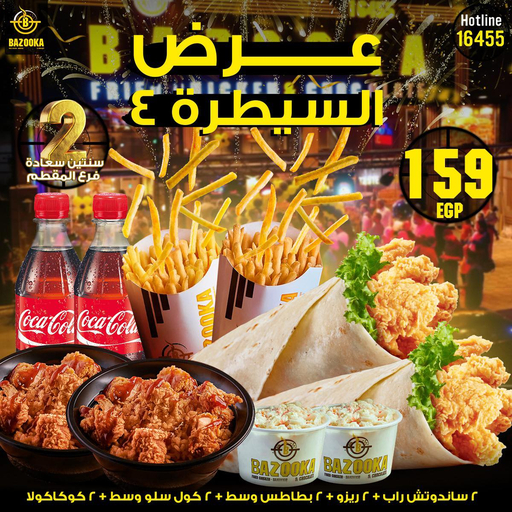 BAZOOKA
Hotline
16455
عرض
السيطرة ٤
2
سنتين سعادة
فرع المقطم
159
EGP
Coca-Cola
Coca-Cola
BAZOOKA
BAZOOKA
٢ ساندوتش راب + ٢ ريزو + ٢ بطاطس وسط + ٢ كول سلو وسط + ٢ كوكاكولا